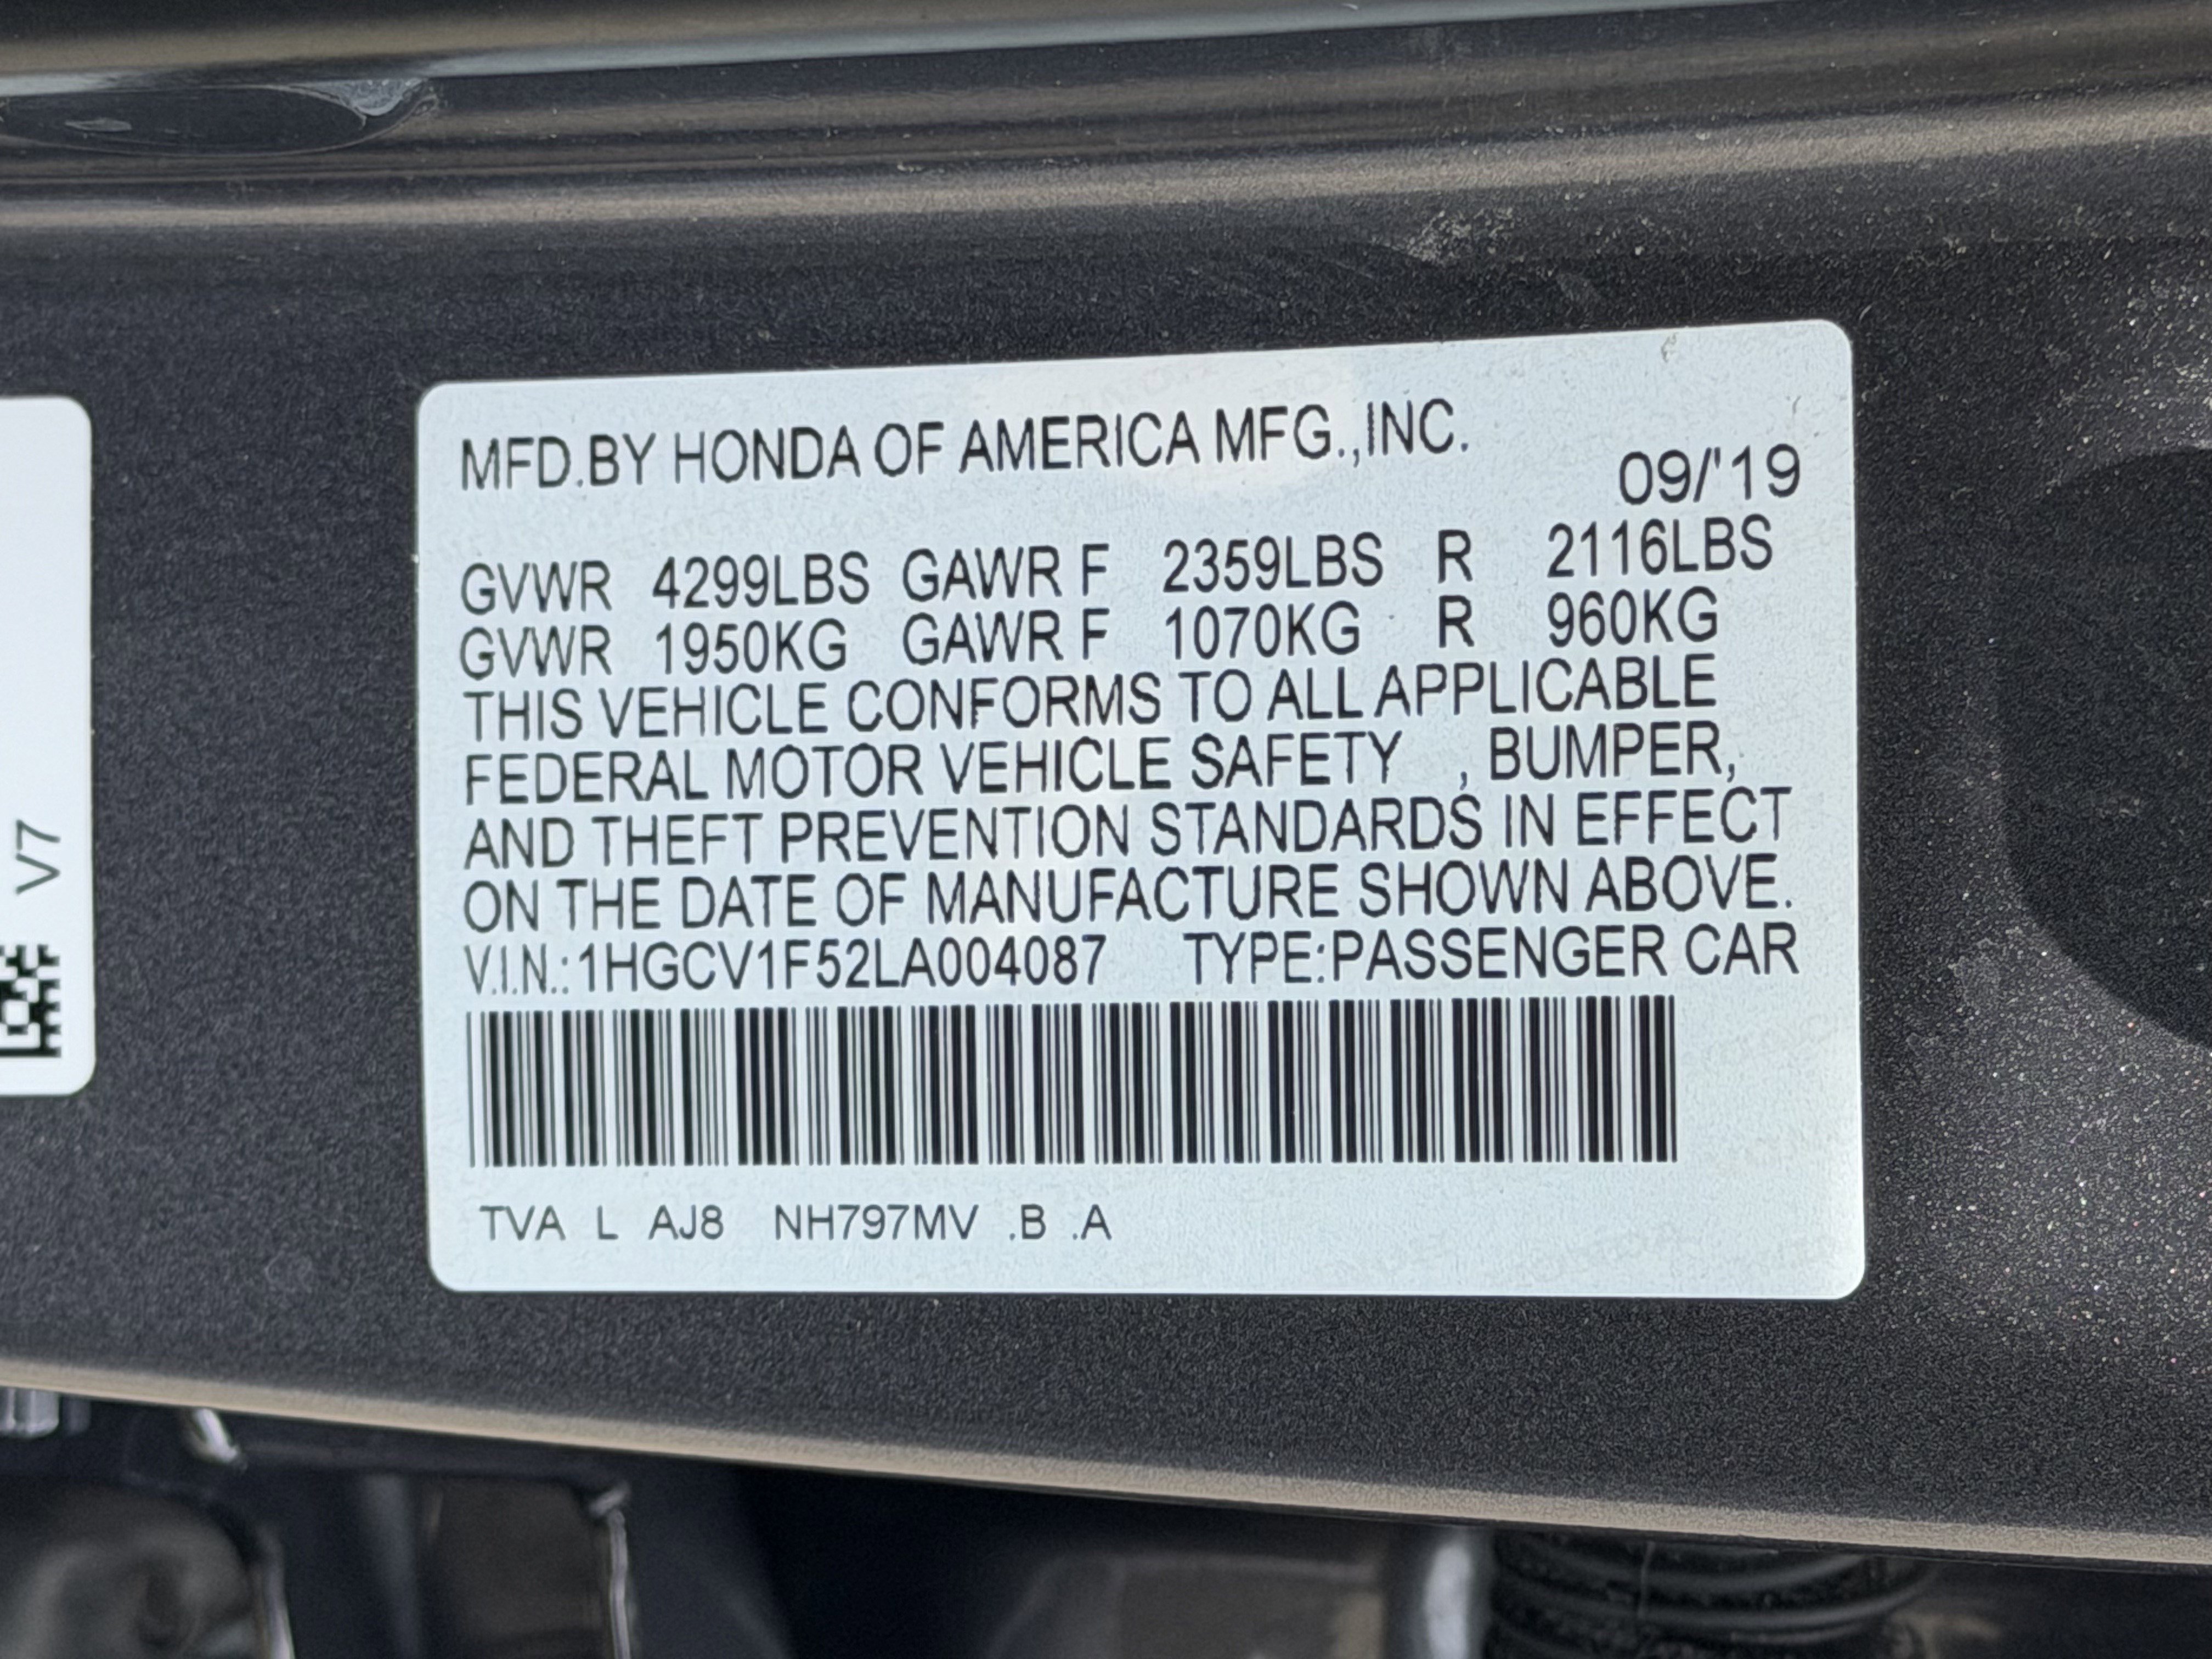 MFD.BY HONDA OF AMERICA MFG.,INC.
09/'19
GVWR 4299LBS GAWR F 2359LBS R 2116LBS
GVWR 1950KG GAWR F 1070KG R 960KG
THIS VEHICLE CONFORMS TO ALL APPLICABLE
FEDERAL MOTOR VEHICLE SAFETY , BUMPER,
AND THEFT PREVENTION STANDARDS IN EFFECT
ON THE DATE OF MANUFACTURE SHOWN ABOVE.
V.I.N.:1HGCV1F52LA004087 TYPE:PASSENGER CAR
TVA L AJ8 NH797MV .B .A
V7